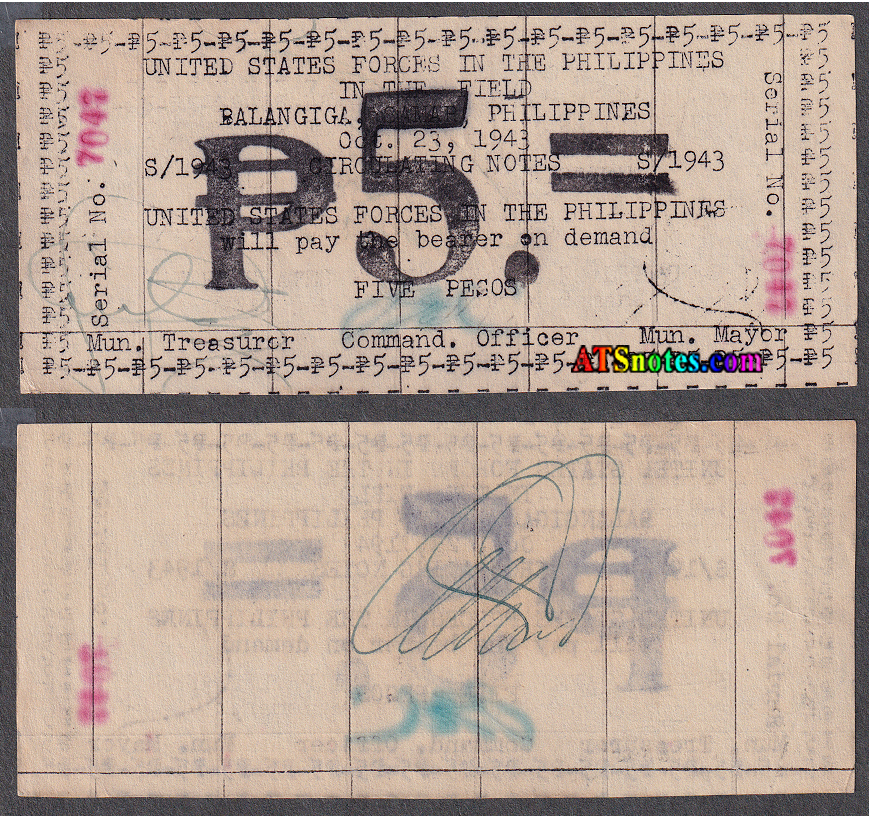 ₱5-₱5-₱5-₱5-₱5-₱5-₱5-₱5-₱5-₱5-₱5-₱5-₱5-₱5-₱5-₱5-₱5
UNITED STATES FORCES IN THE PHILIPPINES
IN THE FIELD
BALANGIGA, SAMAR, PHILIPPINES
Oct. 23, 1943
S/1943 CIRCULATING NOTES S/1943
₱5.=
UNITED STATES FORCES IN THE PHILIPPINES
will pay the bearer on demand
FIVE PESOS
Serial No. 7043
Serial No. 7043
Mun. Treasurer Command. Officer Mun. Mayor
₱5-₱5-₱5-₱5-₱5-₱5-₱5-₱5-₱5-₱5-₱5-₱5-₱5-₱5-₱5-₱5-₱5
ATSnotes.com